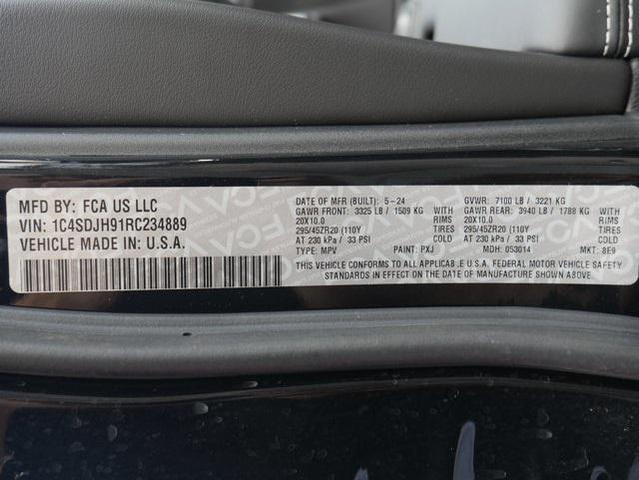 MFD BY: FCA US LLC
VIN: 1C4SDJH91RC234889
VEHICLE MADE IN: U.S.A.
DATE OF MFR (BUILT): 5-24 GVWR: 7100 LB / 3221 KG
GAWR FRONT: 3325 LB / 1509 KG WITH GAWR REAR: 3940 LB / 1788 KG WITH
20X10.0 RIMS 20X10.0 RIMS
295/45ZR20 (110Y TIRES 295/45ZR20 (110Y TIRES
AT 230 kPa / 33 PSI AT 230 kPa / 33 PSI
TYPE: MPV PAINT: PXJ MDH: 053014 MKT: 8E9
THIS VEHICLE CONFORMS TO ALL APPLICAB E U.S.A. FEDERAL MOTOR VEHICLE SAFETY
STANDARDS IN EFFECT ON THE DATE OF MANUFACTURE SHOWN ABOVE.